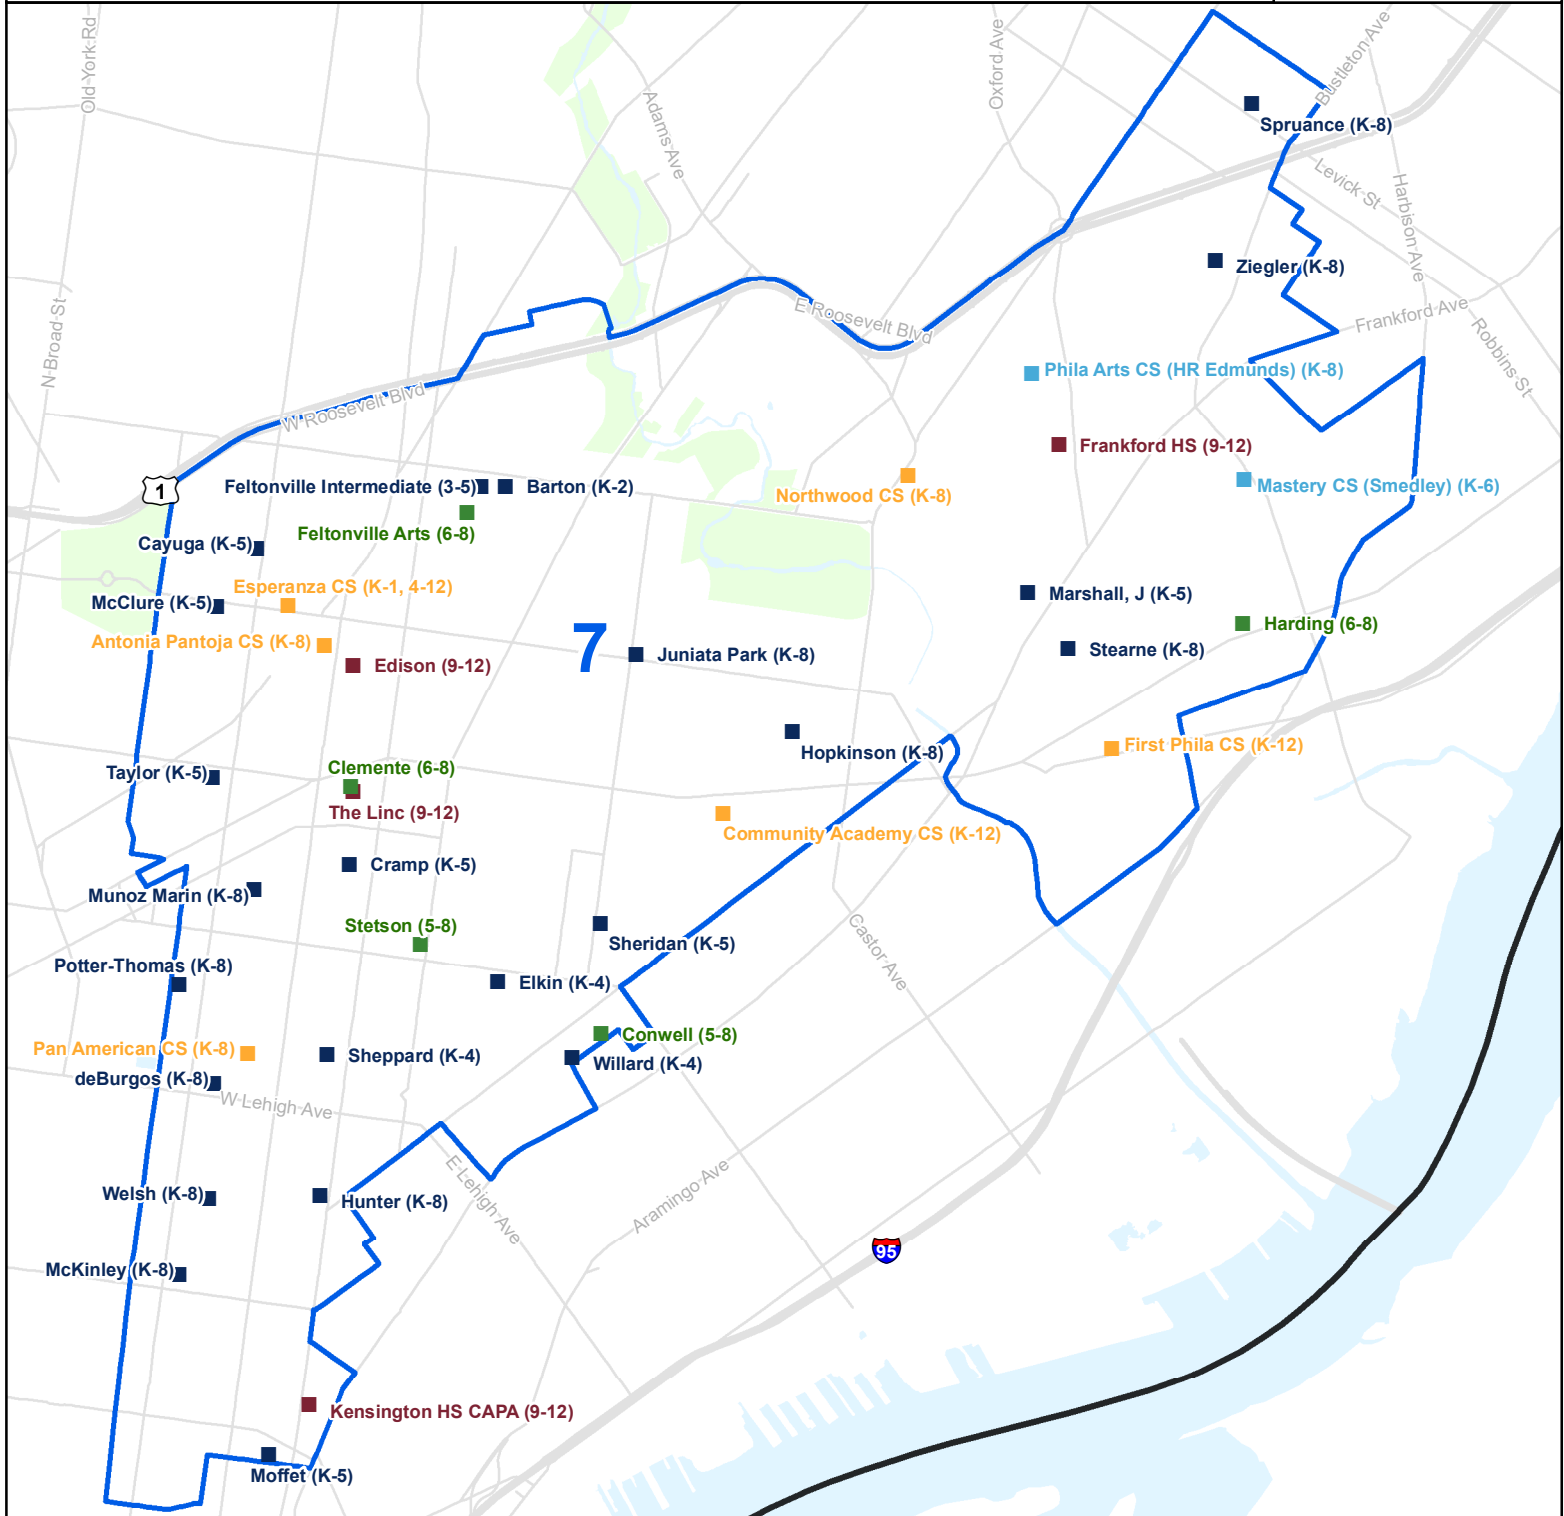 Old York Rd
Adams Ave
Oxford Ave
Bustleton Ave
Spruance (K-8)
Levick St
Harbison Ave
Ziegler (K-8)
N Broad St
E Roosevelt Blvd
Frankford Ave
Robbins St
Phila Arts CS (HR Edmunds) (K-8)
W Roosevelt Blvd
Frankford HS (9-12)
1
Feltonville Intermediate (3-5)
Barton (K-2)
Northwood CS (K-8)
Mastery CS (Smedley) (K-6)
Feltonville Arts (6-8)
Cayuga (K-5)
Esperanza CS (K-1, 4-12)
McClure (K-5)
Marshall, J (K-5)
Harding (6-8)
Antonia Pantoja CS (K-8)
7
Juniata Park (K-8)
Stearne (K-8)
Edison (9-12)
Hopkinson (K-8)
First Phila CS (K-12)
Taylor (K-5)
Clemente (6-8)
The Linc (9-12)
Community Academy CS (K-12)
Cramp (K-5)
Munoz Marin (K-8)
Stetson (5-8)
Sheridan (K-5)
Castor Ave
Potter-Thomas (K-8)
Elkin (K-4)
Conwell (5-8)
Pan American CS (K-8)
Sheppard (K-4)
Willard (K-4)
deBurgos (K-8)
W Lehigh Ave
E Lehigh Ave
Aramingo Ave
Welsh (K-8)
Hunter (K-8)
95
McKinley (K-8)
Kensington HS CAPA (9-12)
Moffet (K-5)